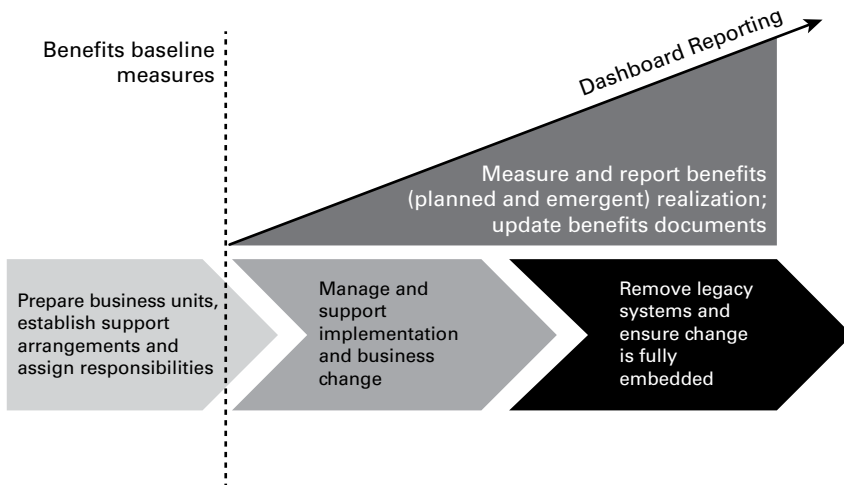 Benefits baseline
measures
Dashboard Reporting
Measure and report benefits
(planned and emergent) realization;
update benefits documents
Prepare business units,
establish support
arrangements and
assign responsibilities
Manage and
support
implementation
and business
change
Remove legacy
systems and
ensure change
is fully
embedded